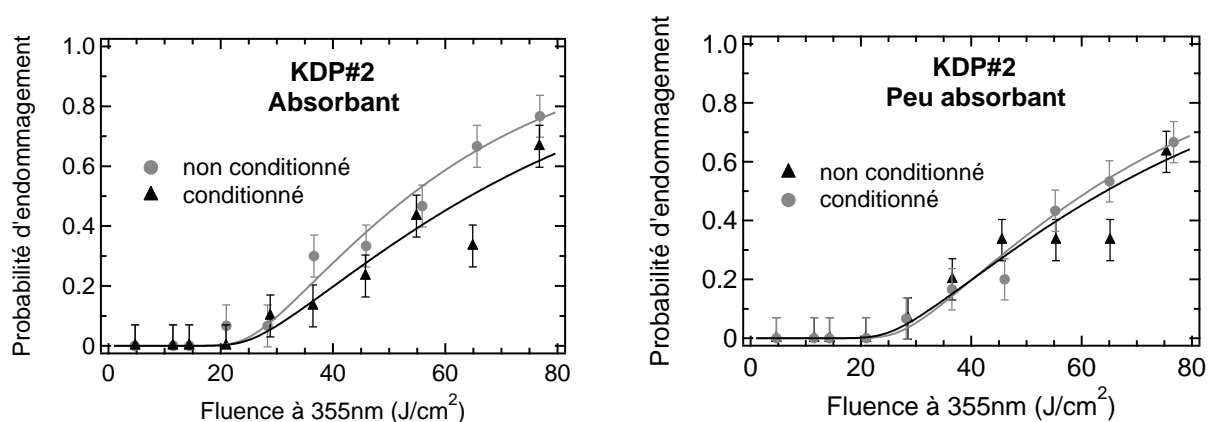 Probabilité d'endommagement
1.0
0.8
0.6
0.4
0.2
0
KDP#2
Absorbant
non conditionné
conditionné
0 20 40 60 80
Fluence à 355nm (J/cm²)
Probabilité d'endommagement
1.0
0.8
0.6
0.4
0.2
0
KDP#2
Peu absorbant
non conditionné
conditionné
0 20 40 60 80
Fluence à 355nm (J/cm²)